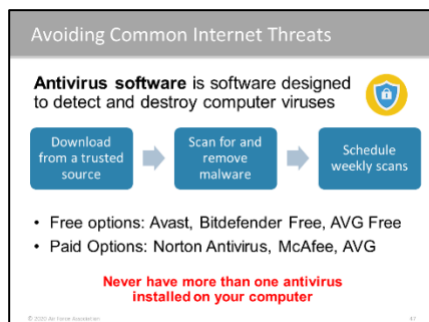 Avoiding Common Internet Threats
Antivirus software is software designed
to detect and destroy computer viruses
Download
from a trusted
source
Scan for and
remove
malware
Schedule
weekly scans
• Free options: Avast, Bitdefender Free, AVG Free
• Paid Options: Norton Antivirus, McAfee, AVG
Never have more than one antivirus
installed on your computer